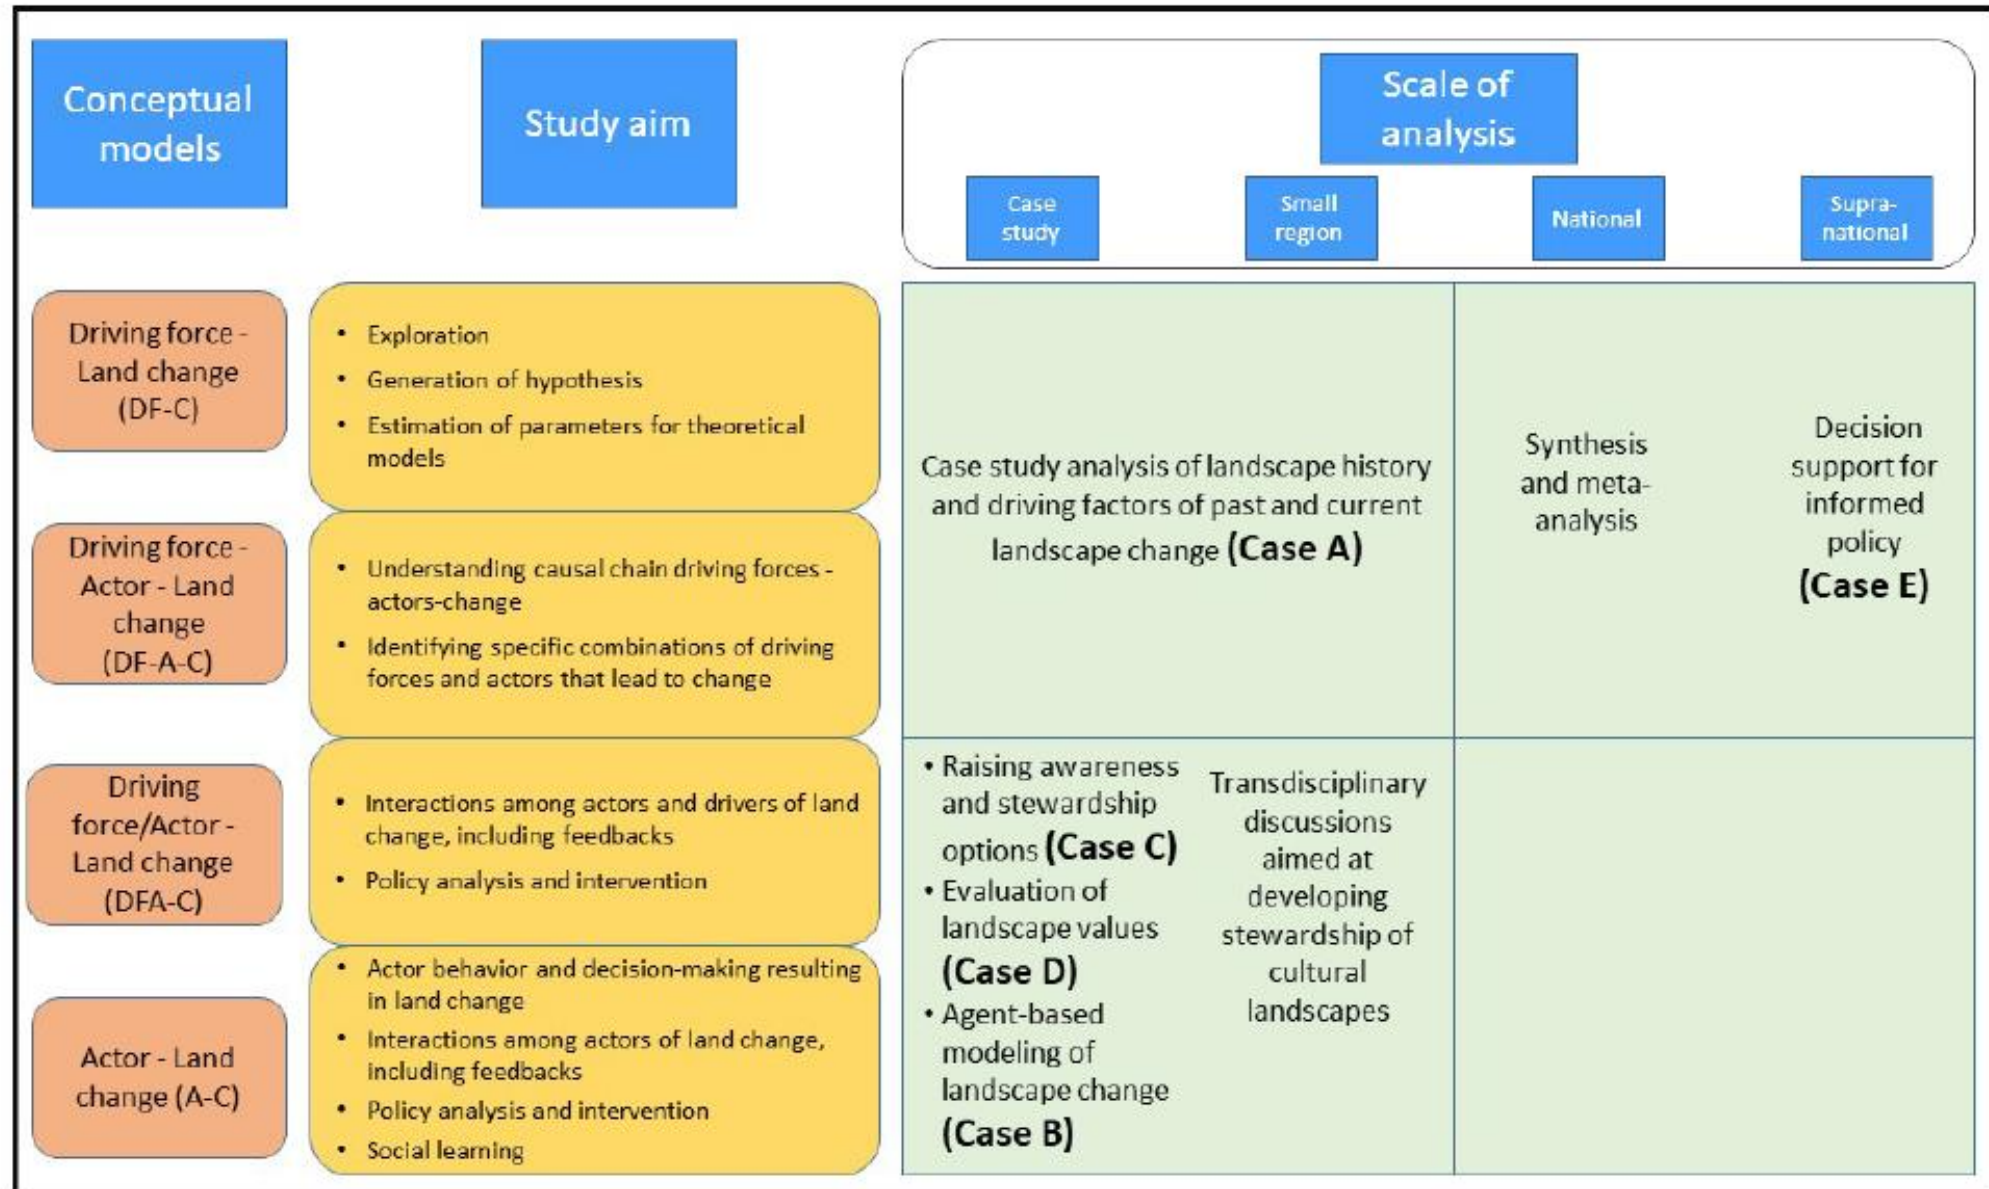 Conceptual
models
Study aim
Scale of
analysis
Case
study
Small
region
National
Supra-
national
Driving force -
Land change
(DF-C)
• Exploration
• Generation of hypothesis
• Estimation of parameters for theoretical
models
Driving force -
Actor - Land
change
(DF-A-C)
• Understanding causal chain driving forces -
actors-change
• Identifying specific combinations of driving
forces and actors that lead to change
Case study analysis of landscape history
and driving factors of past and current
landscape change (Case A)
Synthesis
and meta-
analysis
Decision
support for
informed
policy
(Case E)
Driving
force/Actor -
Land change
(DFA-C)
• Interactions among actors and drivers of land
change, including feedbacks
• Policy analysis and intervention
Actor - Land
change (A-C)
• Actor behavior and decision-making resulting
in land change
• Interactions among actors of land change,
including feedbacks
• Policy analysis and intervention
• Social learning
• Raising awareness
and stewardship
options (Case C)
• Evaluation of
landscape values
(Case D)
• Agent-based
modeling of
landscape change
(Case B)
Transdisciplinary
discussions
aimed at
developing
stewardship of
cultural
landscapes